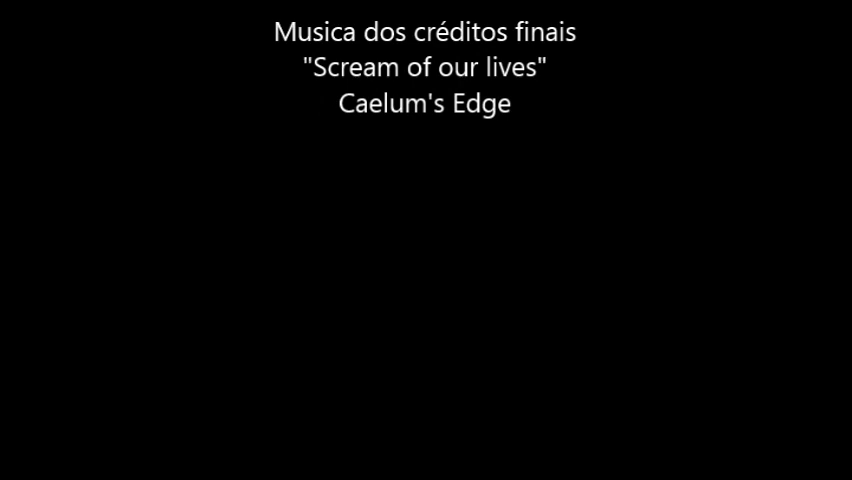 Musica dos créditos finais
"Scream of our lives"
Caelum's Edge